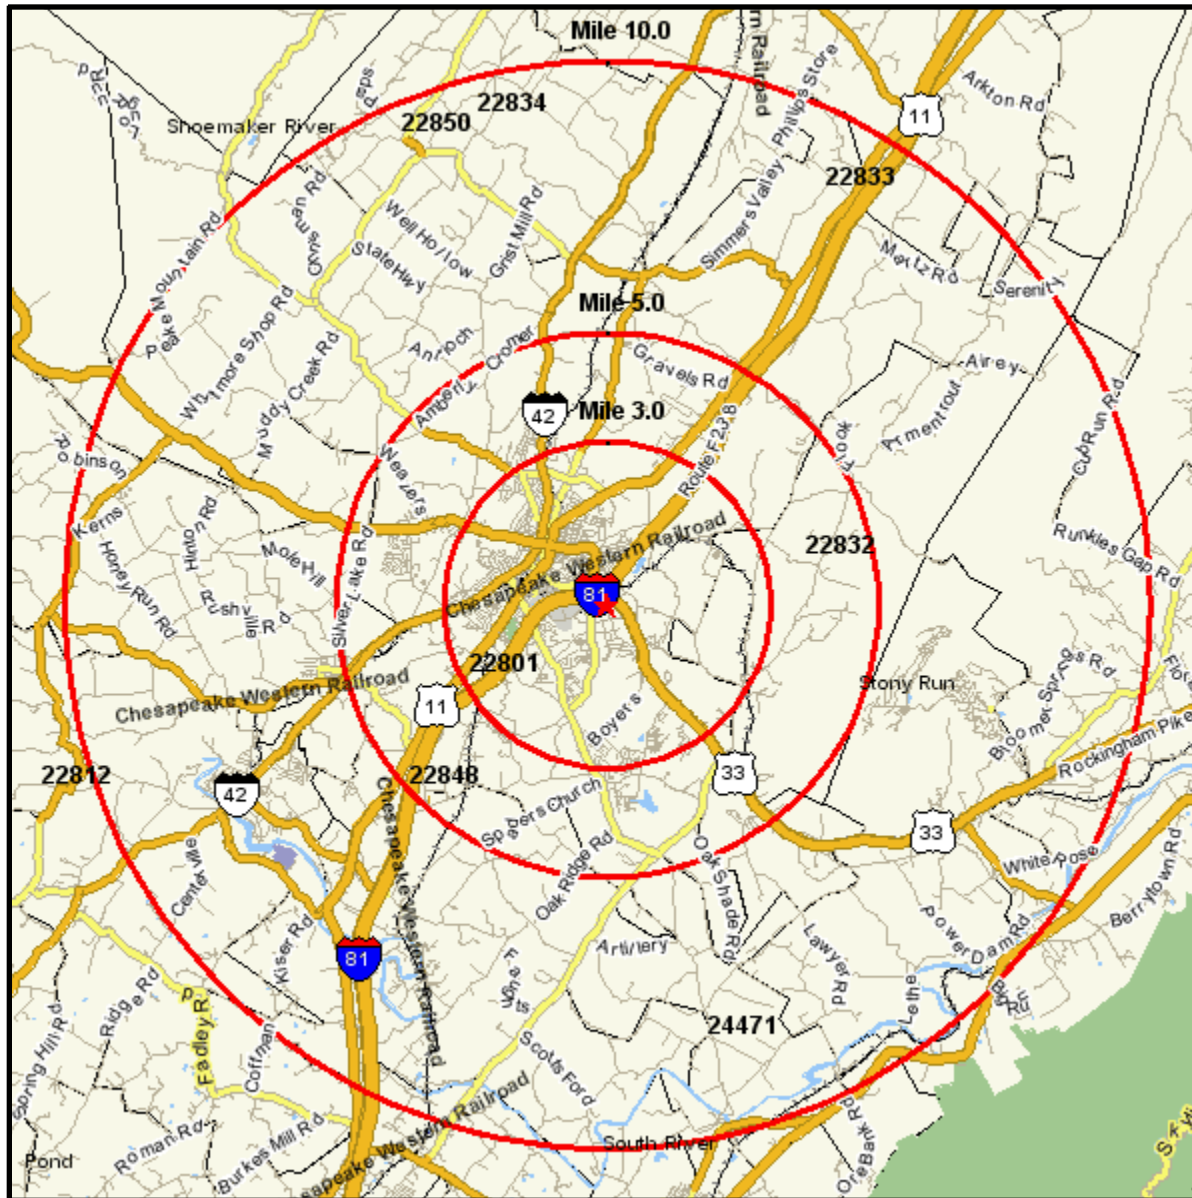 Mile 10.0
22834
22850
Shoemaker River
Arkton Rd
11
22833
Simmers Valley
Phillips Store
Peake Mountain Rd
Well Hollow
State Hwy
Grist Mill Rd
Martz Rd
Serenity
Mile 5.0
Whitmore Shop Rd
Muddy Creek Rd
Antioch
Amberly
Cromer
Gravels Rd
Airey
Armentrout
42
Mile 3.0
Route F238
Flook
Cub Run Rd
Robinson
Weavers
Kerns
Hinton Rd
Mole Hill
Honey Run Rd
Rushville Rd
Silver Lake Rd
Chesapeake Western Railroad
22832
Runkles Gap Rd
81
22801
Chesapeake Western Railroad
11
Boyers
Stony Run
Bloomer Springs Rd
Rockingham Pike
22812
42
22848
33
33
Spaders Church
Oak Ridge Rd
Oak Shade Rd
White Rose
Berrytown Rd
Centerville
Chesapeake Western Railroad
Kiser Rd
81
Artillery
Lawyer Rd
Power Dam Rd
Lethe
24471
Spring Hill Rd
Ridge Rd
Fadley R
Coffman
Scotts Ford
Roman Rd
Burkes Mill Rd
esapeake Western Railroad
South River
Ore Bank Rd
Pond